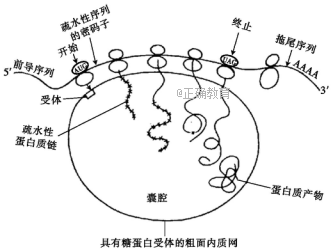 疏水性序列
的密码子
开始
终止
拖尾序列
前导序列
AUG
UAG
AAAA
5'
3'
受体
@正确教育
疏水性
蛋白质链
囊腔
蛋白质产物
具有糖蛋白受体的粗面内质网